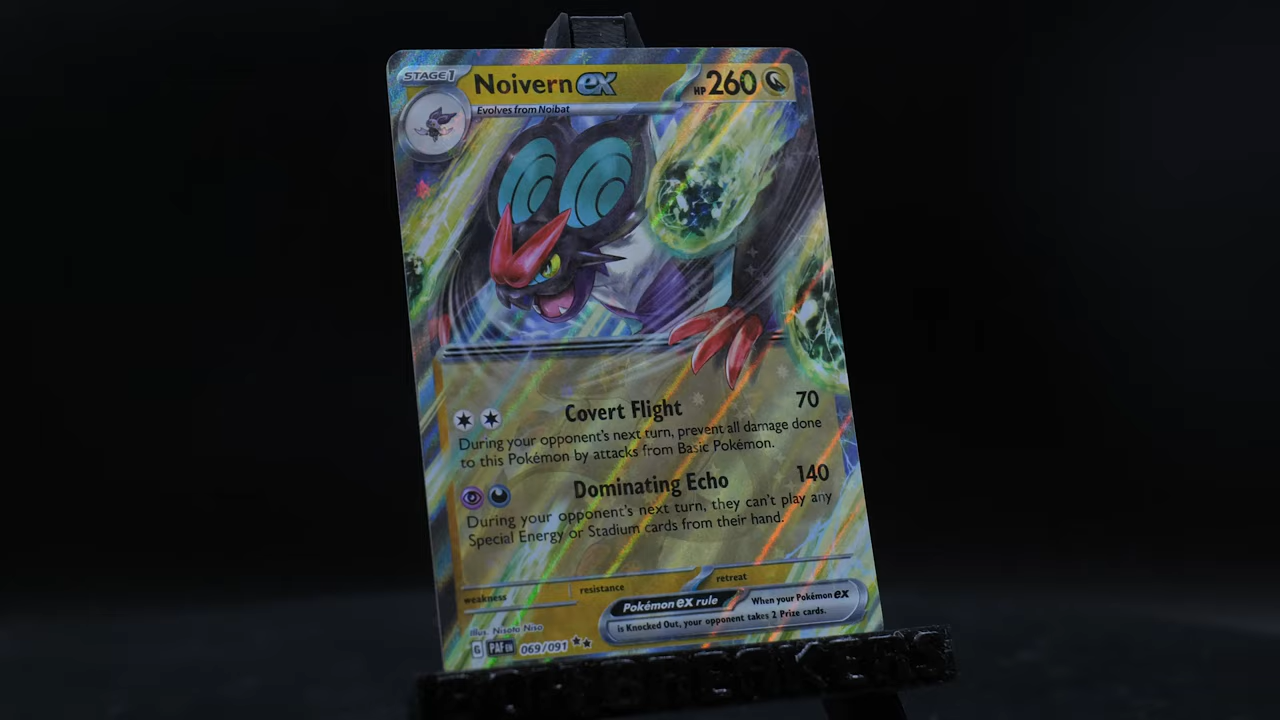 STAGE 1 Noivern ex HP 260
Evolves from Noibat
Covert Flight 70
During your opponent's next turn, prevent all damage done
to this Pokémon by attacks from Basic Pokémon.
Dominating Echo 140
During your opponent's next turn, they can't play any
Special Energy or Stadium cards from their hand.
weakness resistance retreat
Pokémon ex rule When your Pokémon ex
is Knocked Out, your opponent takes 2 Prize cards.
Illus. Nisota Niso
G PAF EN 069/091